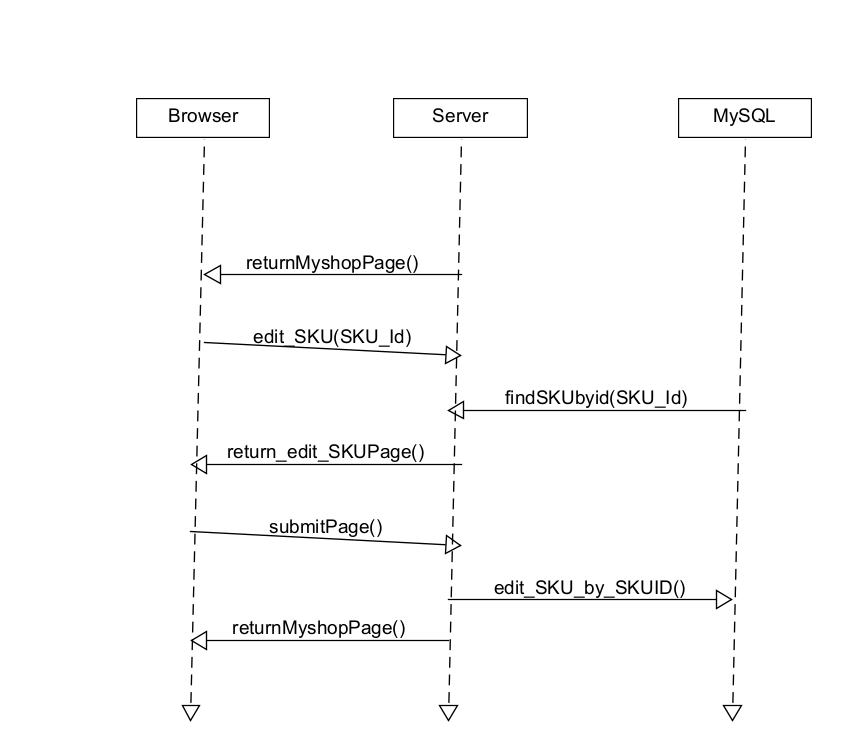 Browser
Server
MySQL
returnMyshopPage()
edit_SKU(SKU_Id)
findSKUbyid(SKU_Id)
return_edit_SKUPage()
submitPage()
edit_SKU_by_SKUID()
returnMyshopPage()